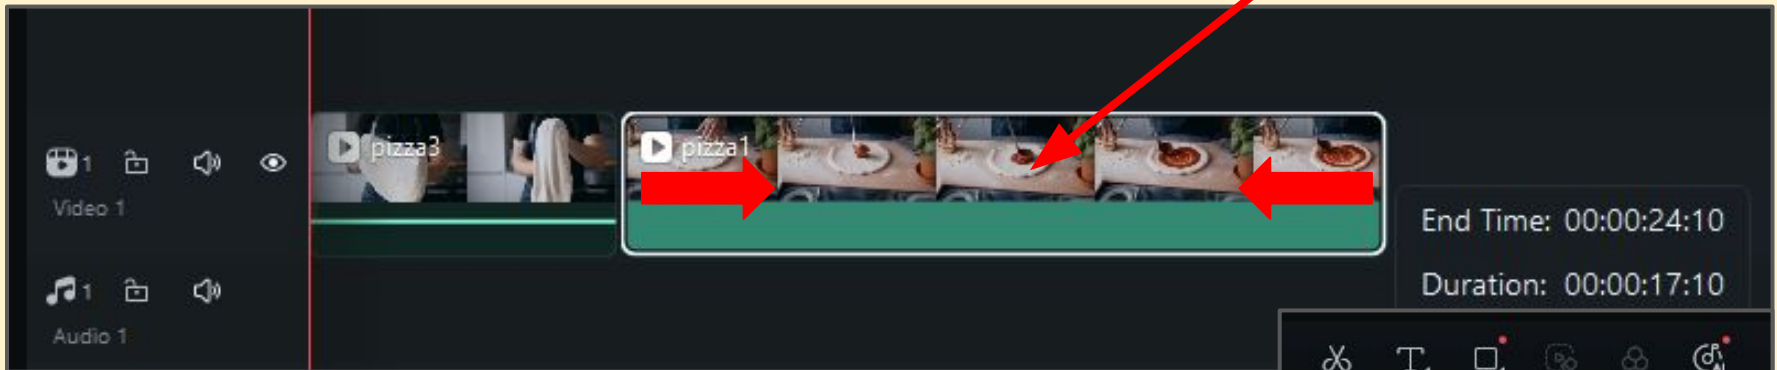 pizza3
pizza1
1
Video 1
End Time: 00:00:24:10
Duration: 00:00:17:10
1
Audio 1